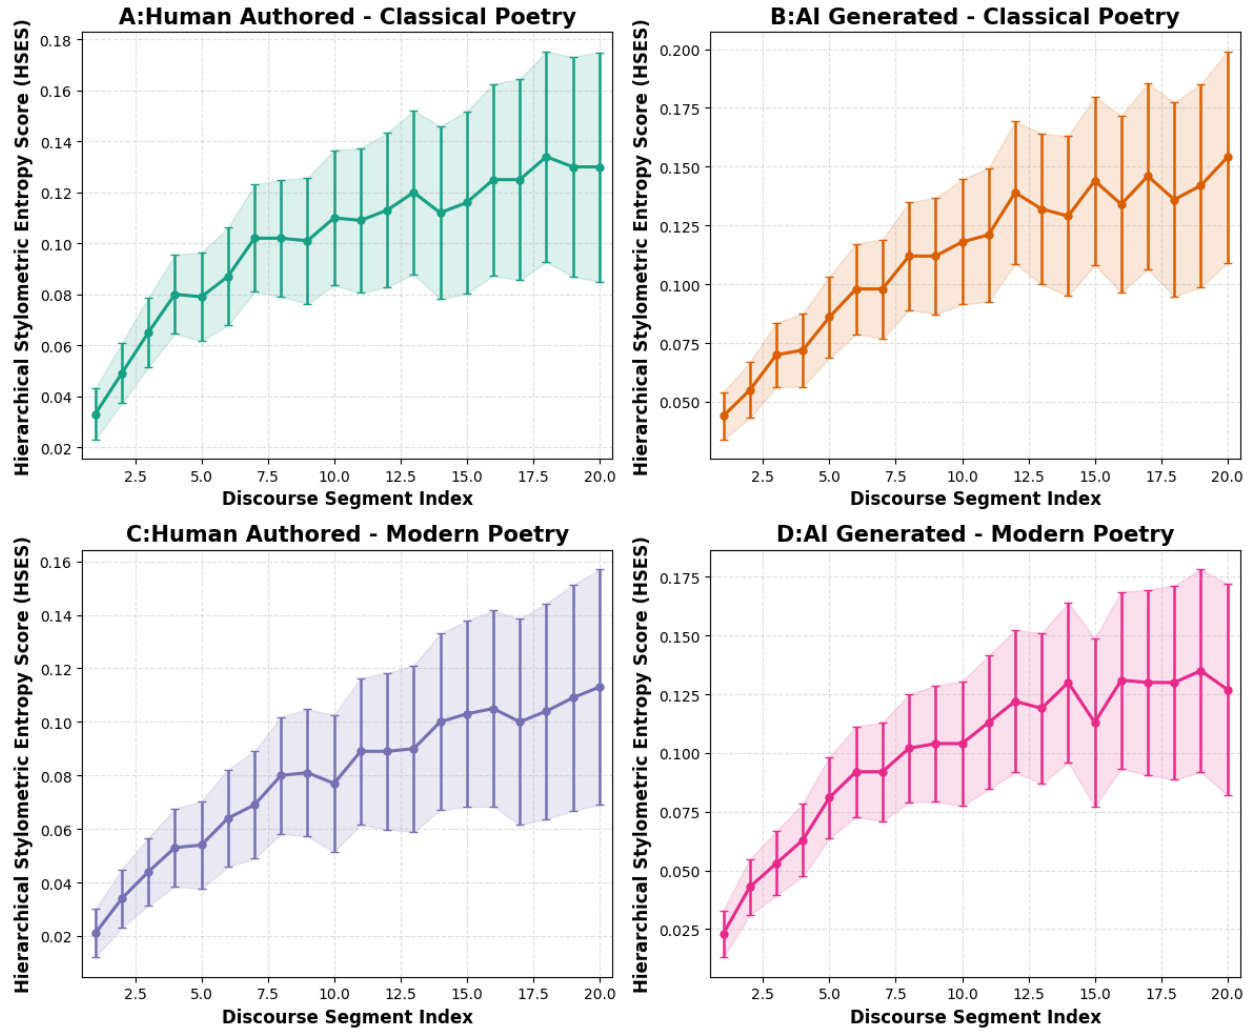 A:Human Authored - Classical Poetry
Hierarchical Stylometric Entropy Score (HSES)
0.18
0.16
0.14
0.12
0.10
0.08
0.06
0.04
0.02
2.5 5.0 7.5 10.0 12.5 15.0 17.5 20.0
Discourse Segment Index
B:AI Generated - Classical Poetry
Hierarchical Stylometric Entropy Score (HSES)
0.200
0.175
0.150
0.125
0.100
0.075
0.050
2.5 5.0 7.5 10.0 12.5 15.0 17.5 20.0
Discourse Segment Index
C:Human Authored - Modern Poetry
Hierarchical Stylometric Entropy Score (HSES)
0.16
0.14
0.12
0.10
0.08
0.06
0.04
0.02
2.5 5.0 7.5 10.0 12.5 15.0 17.5 20.0
Discourse Segment Index
D:AI Generated - Modern Poetry
Hierarchical Stylometric Entropy Score (HSES)
0.175
0.150
0.125
0.100
0.075
0.050
0.025
2.5 5.0 7.5 10.0 12.5 15.0 17.5 20.0
Discourse Segment Index